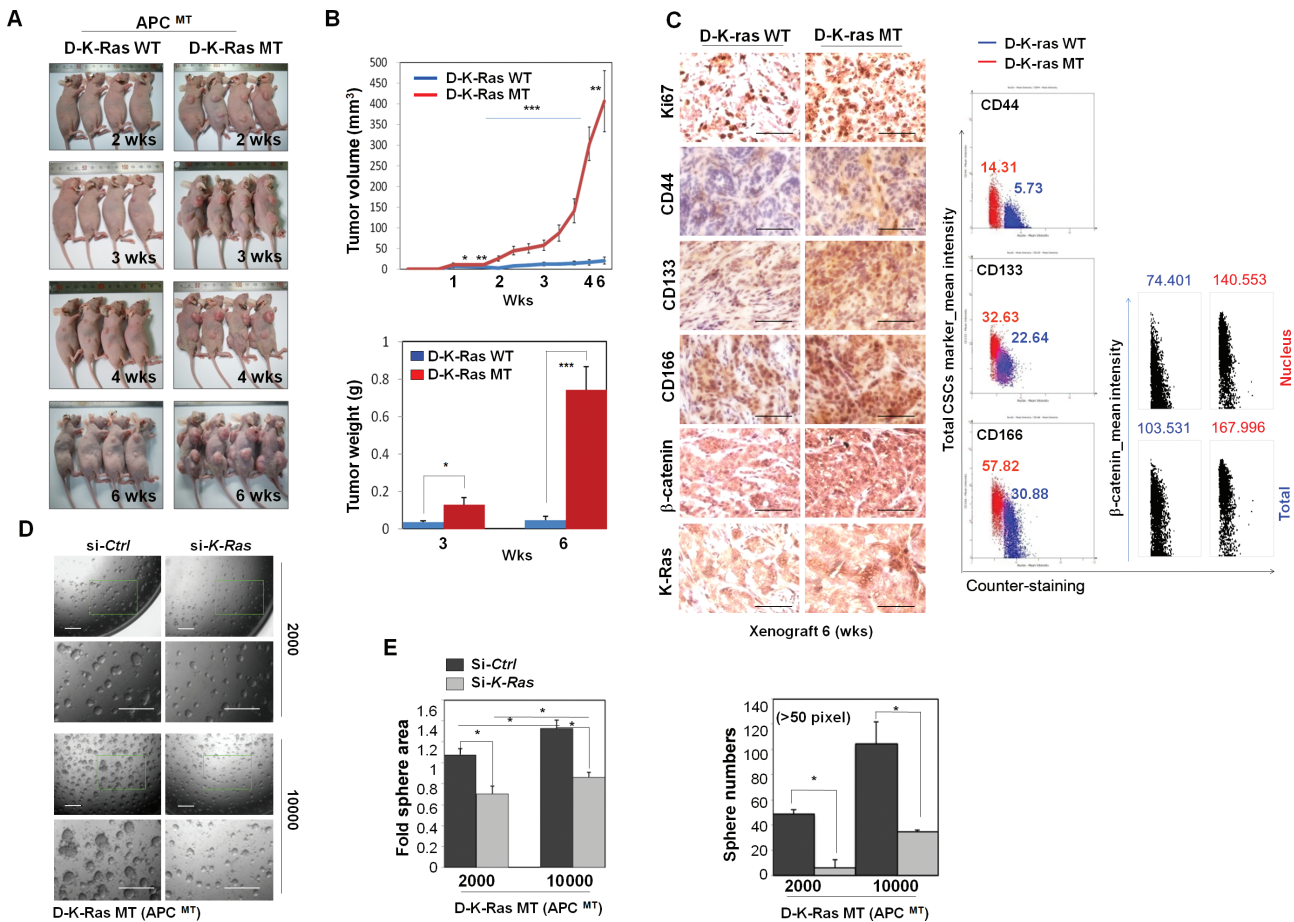 A
APC MT
D-K-Ras WT D-K-Ras MT
2 wks 2 wks
3 wks 3 wks
4 wks 4 wks
6 wks 6 wks
B
Tumor volume (mm3)
500
450
400
350
300
250
200
150
100
50
0
D-K-Ras WT
D-K-Ras MT
* ** *** **
1 2 3 4 6
Wks
Tumor weight (g)
1
0.8
0.6
0.4
0.2
0
D-K-Ras WT
D-K-Ras MT
* ***
3 6
Wks
C
D-K-ras WT D-K-ras MT
Ki67
CD44
CD133
CD166
β-catenin
K-Ras
Xenograft 6 (wks)
D-K-ras WT
D-K-ras MT
Total CSCs marker_mean intensity
CD44
14.31
5.73
CD133
32.63
22.64
CD166
57.82
30.88
Counter-staining
β-catenin_mean intensity
74.401 140.553
Nucleus
103.531 167.996
Total
D
si-Ctrl si-K-Ras
2000
10000
D-K-Ras MT (APC MT)
E
Si-Ctrl
Si-K-Ras
Fold sphere area
1.6
1.4
1.2
1
0.8
0.6
0.4
0.2
0
* * * *
2000 10000
D-K-Ras MT (APC MT)
Sphere numbers
140
120
100
80
60
40
20
0
(>50 pixel)
* *
2000 10000
D-K-Ras MT (APC MT)